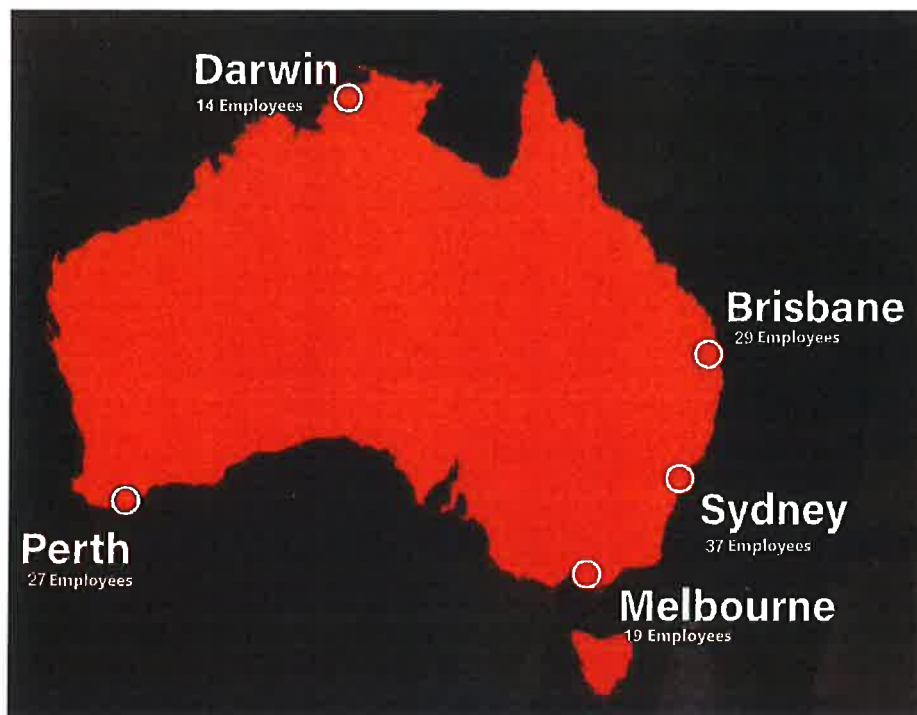 Darwin
14 Employees
Brisbane
29 Employees
Sydney
37 Employees
Perth
27 Employees
Melbourne
19 Employees